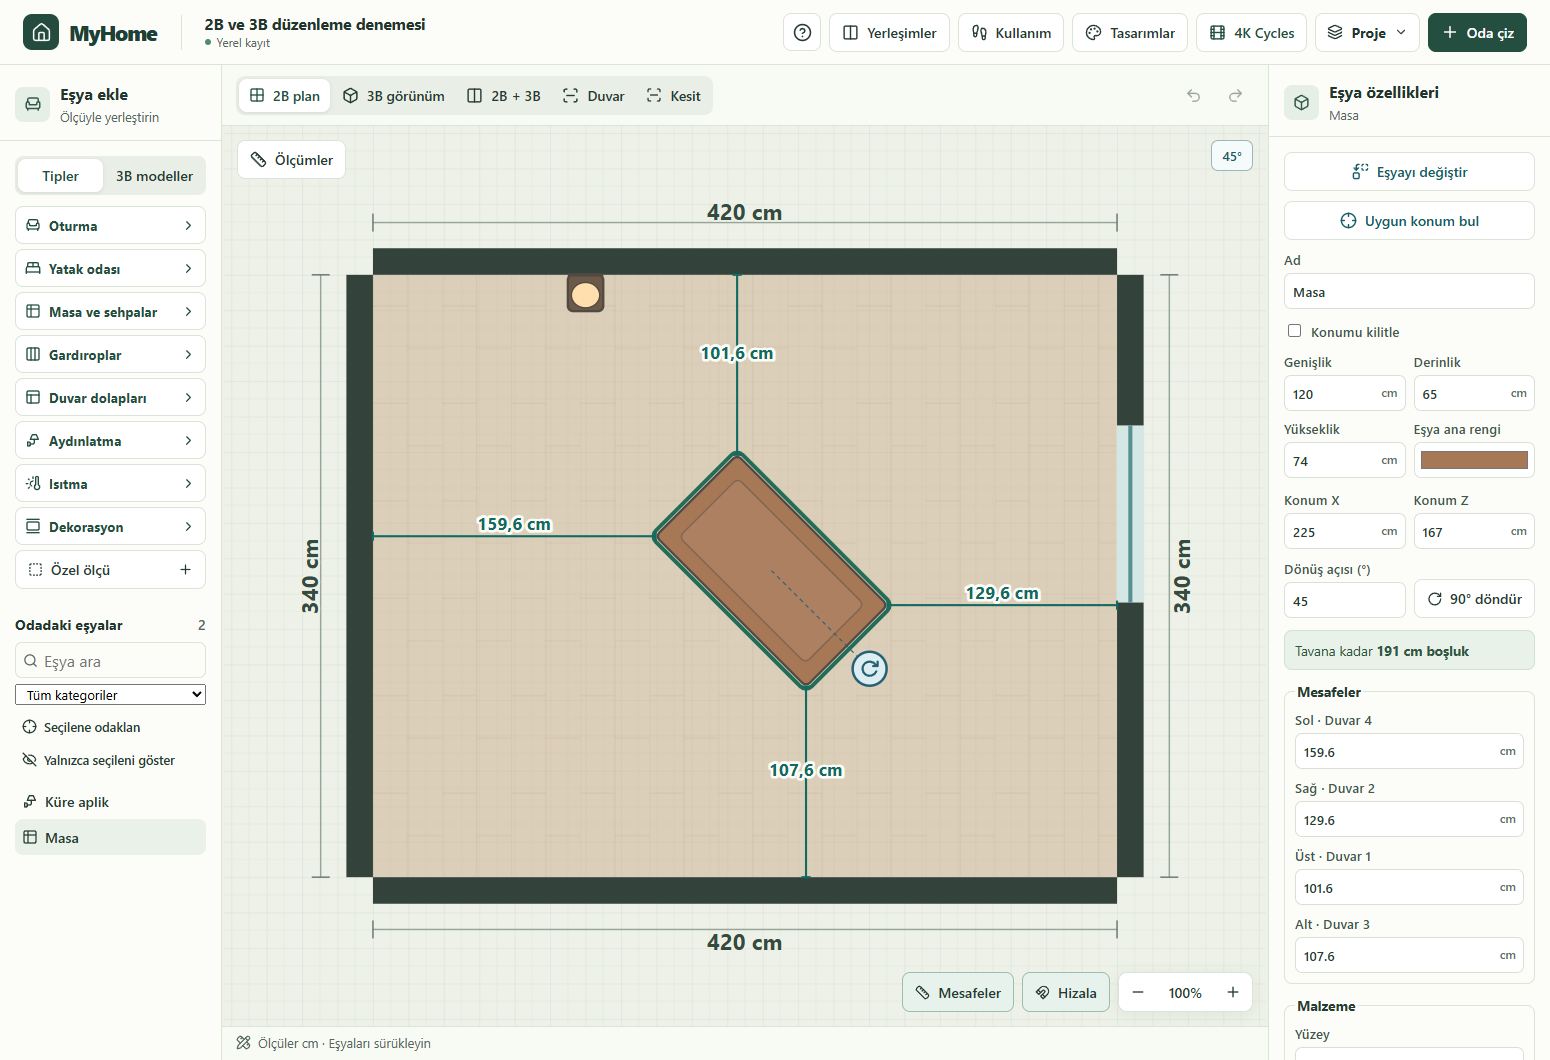 MyHome
2B ve 3B düzenleme denemesi
Yerel kayıt
Yerleşimler
Kullanım
Tasarımlar
4K Cycles
Proje
Oda çiz
Eşya ekle
Ölçüyle yerleştirin
Tipler
3B modeller
Oturma
Yatak odası
Masa ve sehpalar
Gardıroplar
Duvar dolapları
Aydınlatma
Isıtma
Dekorasyon
Özel ölçü
Odadaki eşyalar 2
Eşya ara
Tüm kategoriler
Seçilene odaklan
Yalnızca seçileni göster
Küre aplik
Masa
2B plan
3B görünüm
2B + 3B
Duvar
Kesit
Ölçümler
45°
420 cm
101,6 cm
159,6 cm
340 cm
129,6 cm
340 cm
107,6 cm
420 cm
Mesafeler
Hizala
100%
Ölçüler cm · Eşyaları sürükleyin
Eşya özellikleri
Masa
Eşyayı değiştir
Uygun konum bul
Ad
Masa
Konumu kilitle
Genişlik Derinlik
120 cm 65 cm
Yükseklik Eşya ana rengi
74 cm
Konum X Konum Z
225 cm 167 cm
Dönüş açısı (°)
45 90° döndür
Tavana kadar 191 cm boşluk
Mesafeler
Sol · Duvar 4
159.6 cm
Sağ · Duvar 2
129.6 cm
Üst · Duvar 1
101.6 cm
Alt · Duvar 3
107.6 cm
Malzeme
Yüzey